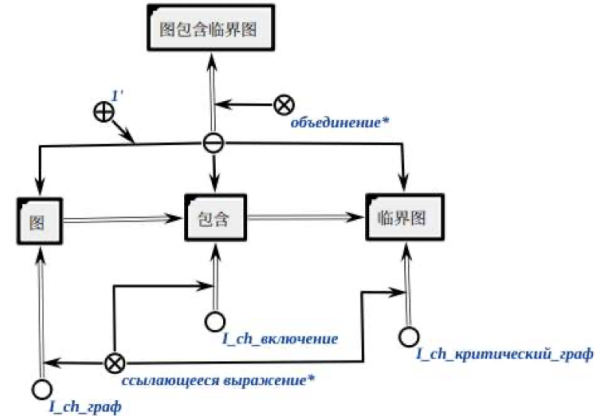 图包含临界图
1'
объединение*
图
包含
临界图
I_ch_включение
I_ch_критический_граф
ссылающееся выражение*
I_ch_граф